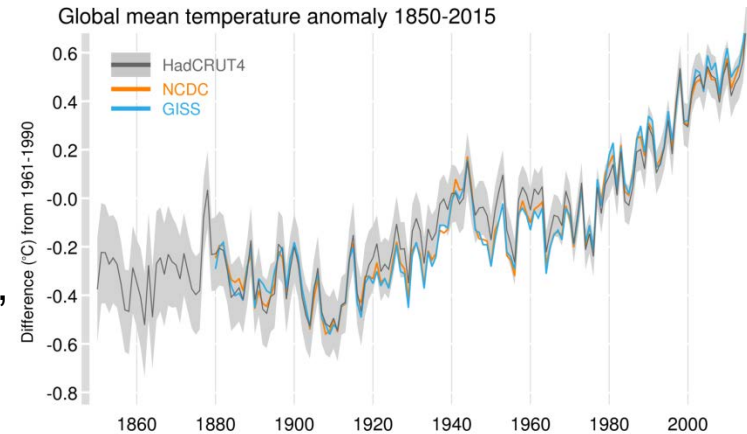 Global mean temperature anomaly 1850-2015
HadCRUT4
NCDC
GISS
Difference (°C) from 1961-1990
0.6
0.4
0.2
-0.0
-0.2
-0.4
-0.6
-0.8
,
1860 1880 1900 1920 1940 1960 1980 2000